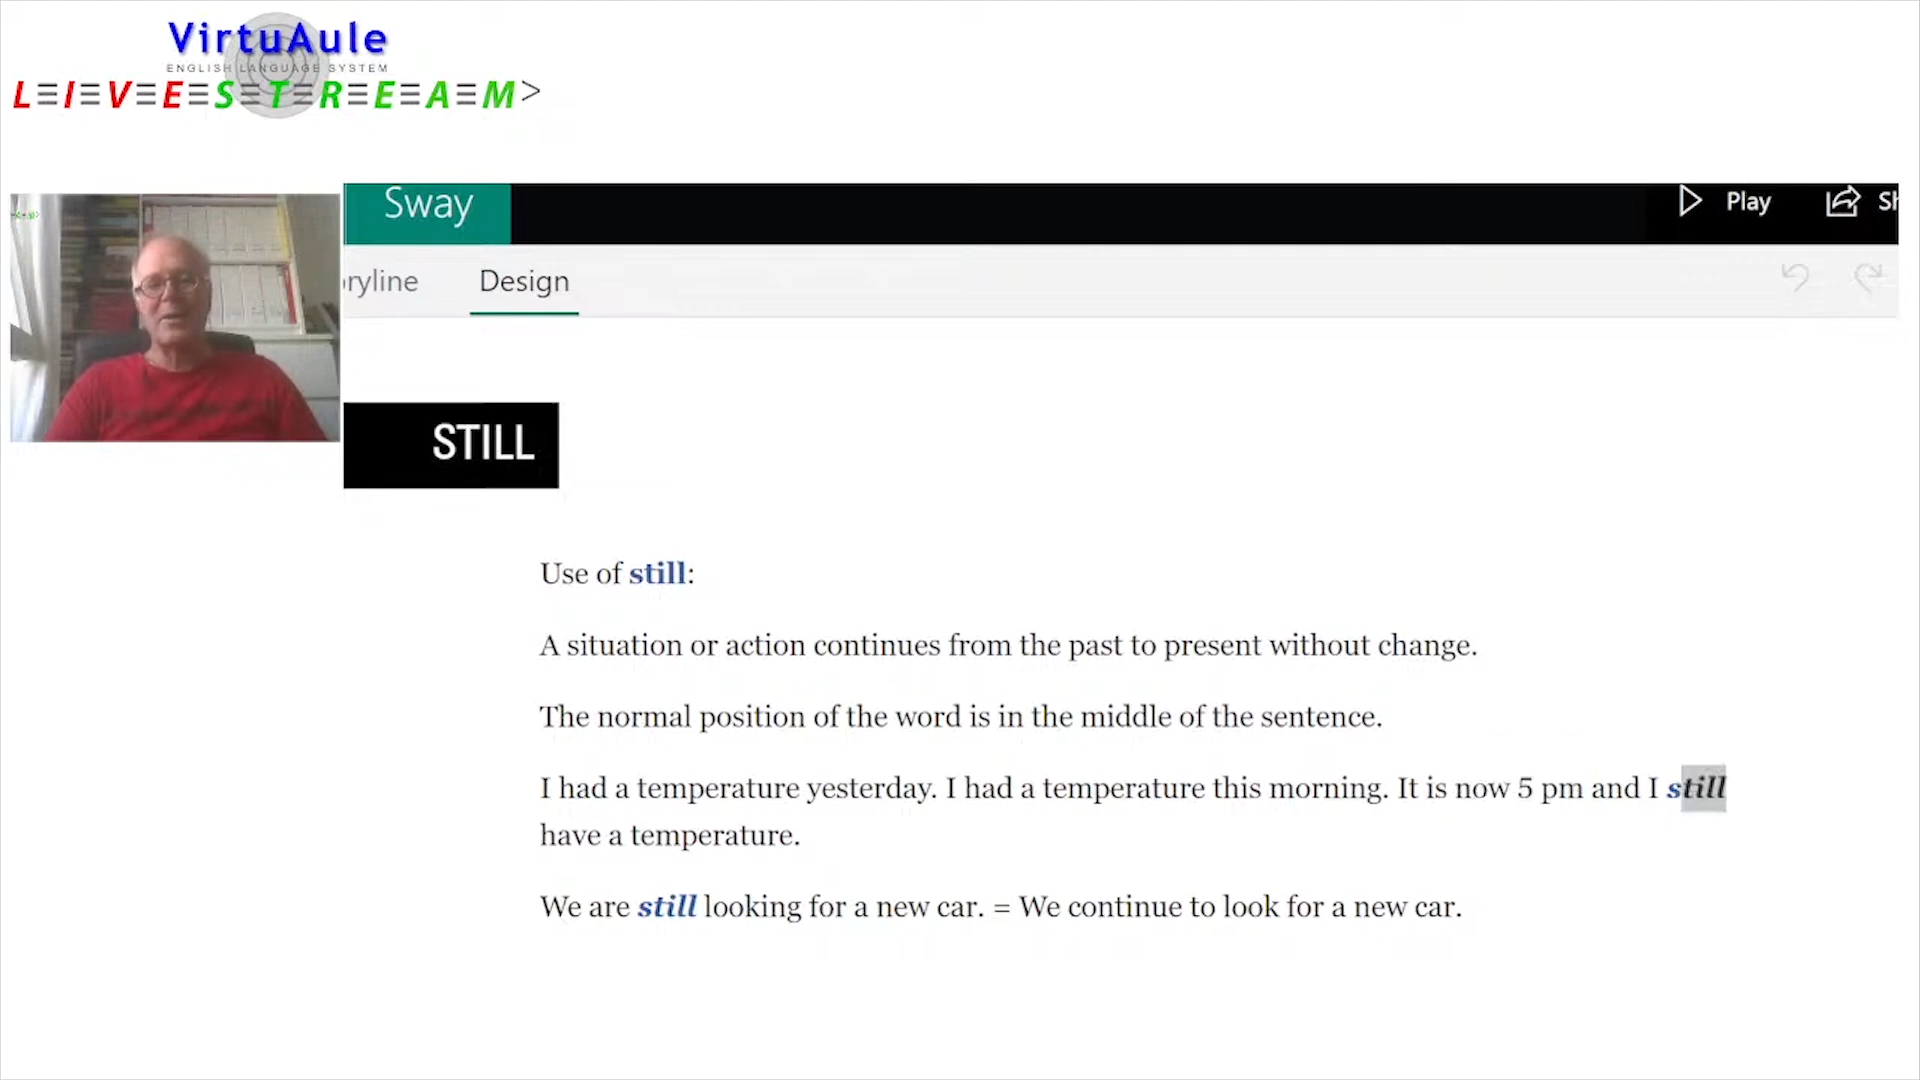 VirtuAule
ENGLISH LANGUAGE SYSTEM
L≡I≡V≡E≡S≡T≡R≡E≡A≡M>
Sway
Play
Sh
oryline
Design
STILL
Use of still:
A situation or action continues from the past to present without change.
The normal position of the word is in the middle of the sentence.
I had a temperature yesterday. I had a temperature this morning. It is now 5 pm and I still
have a temperature.
We are still looking for a new car. = We continue to look for a new car.